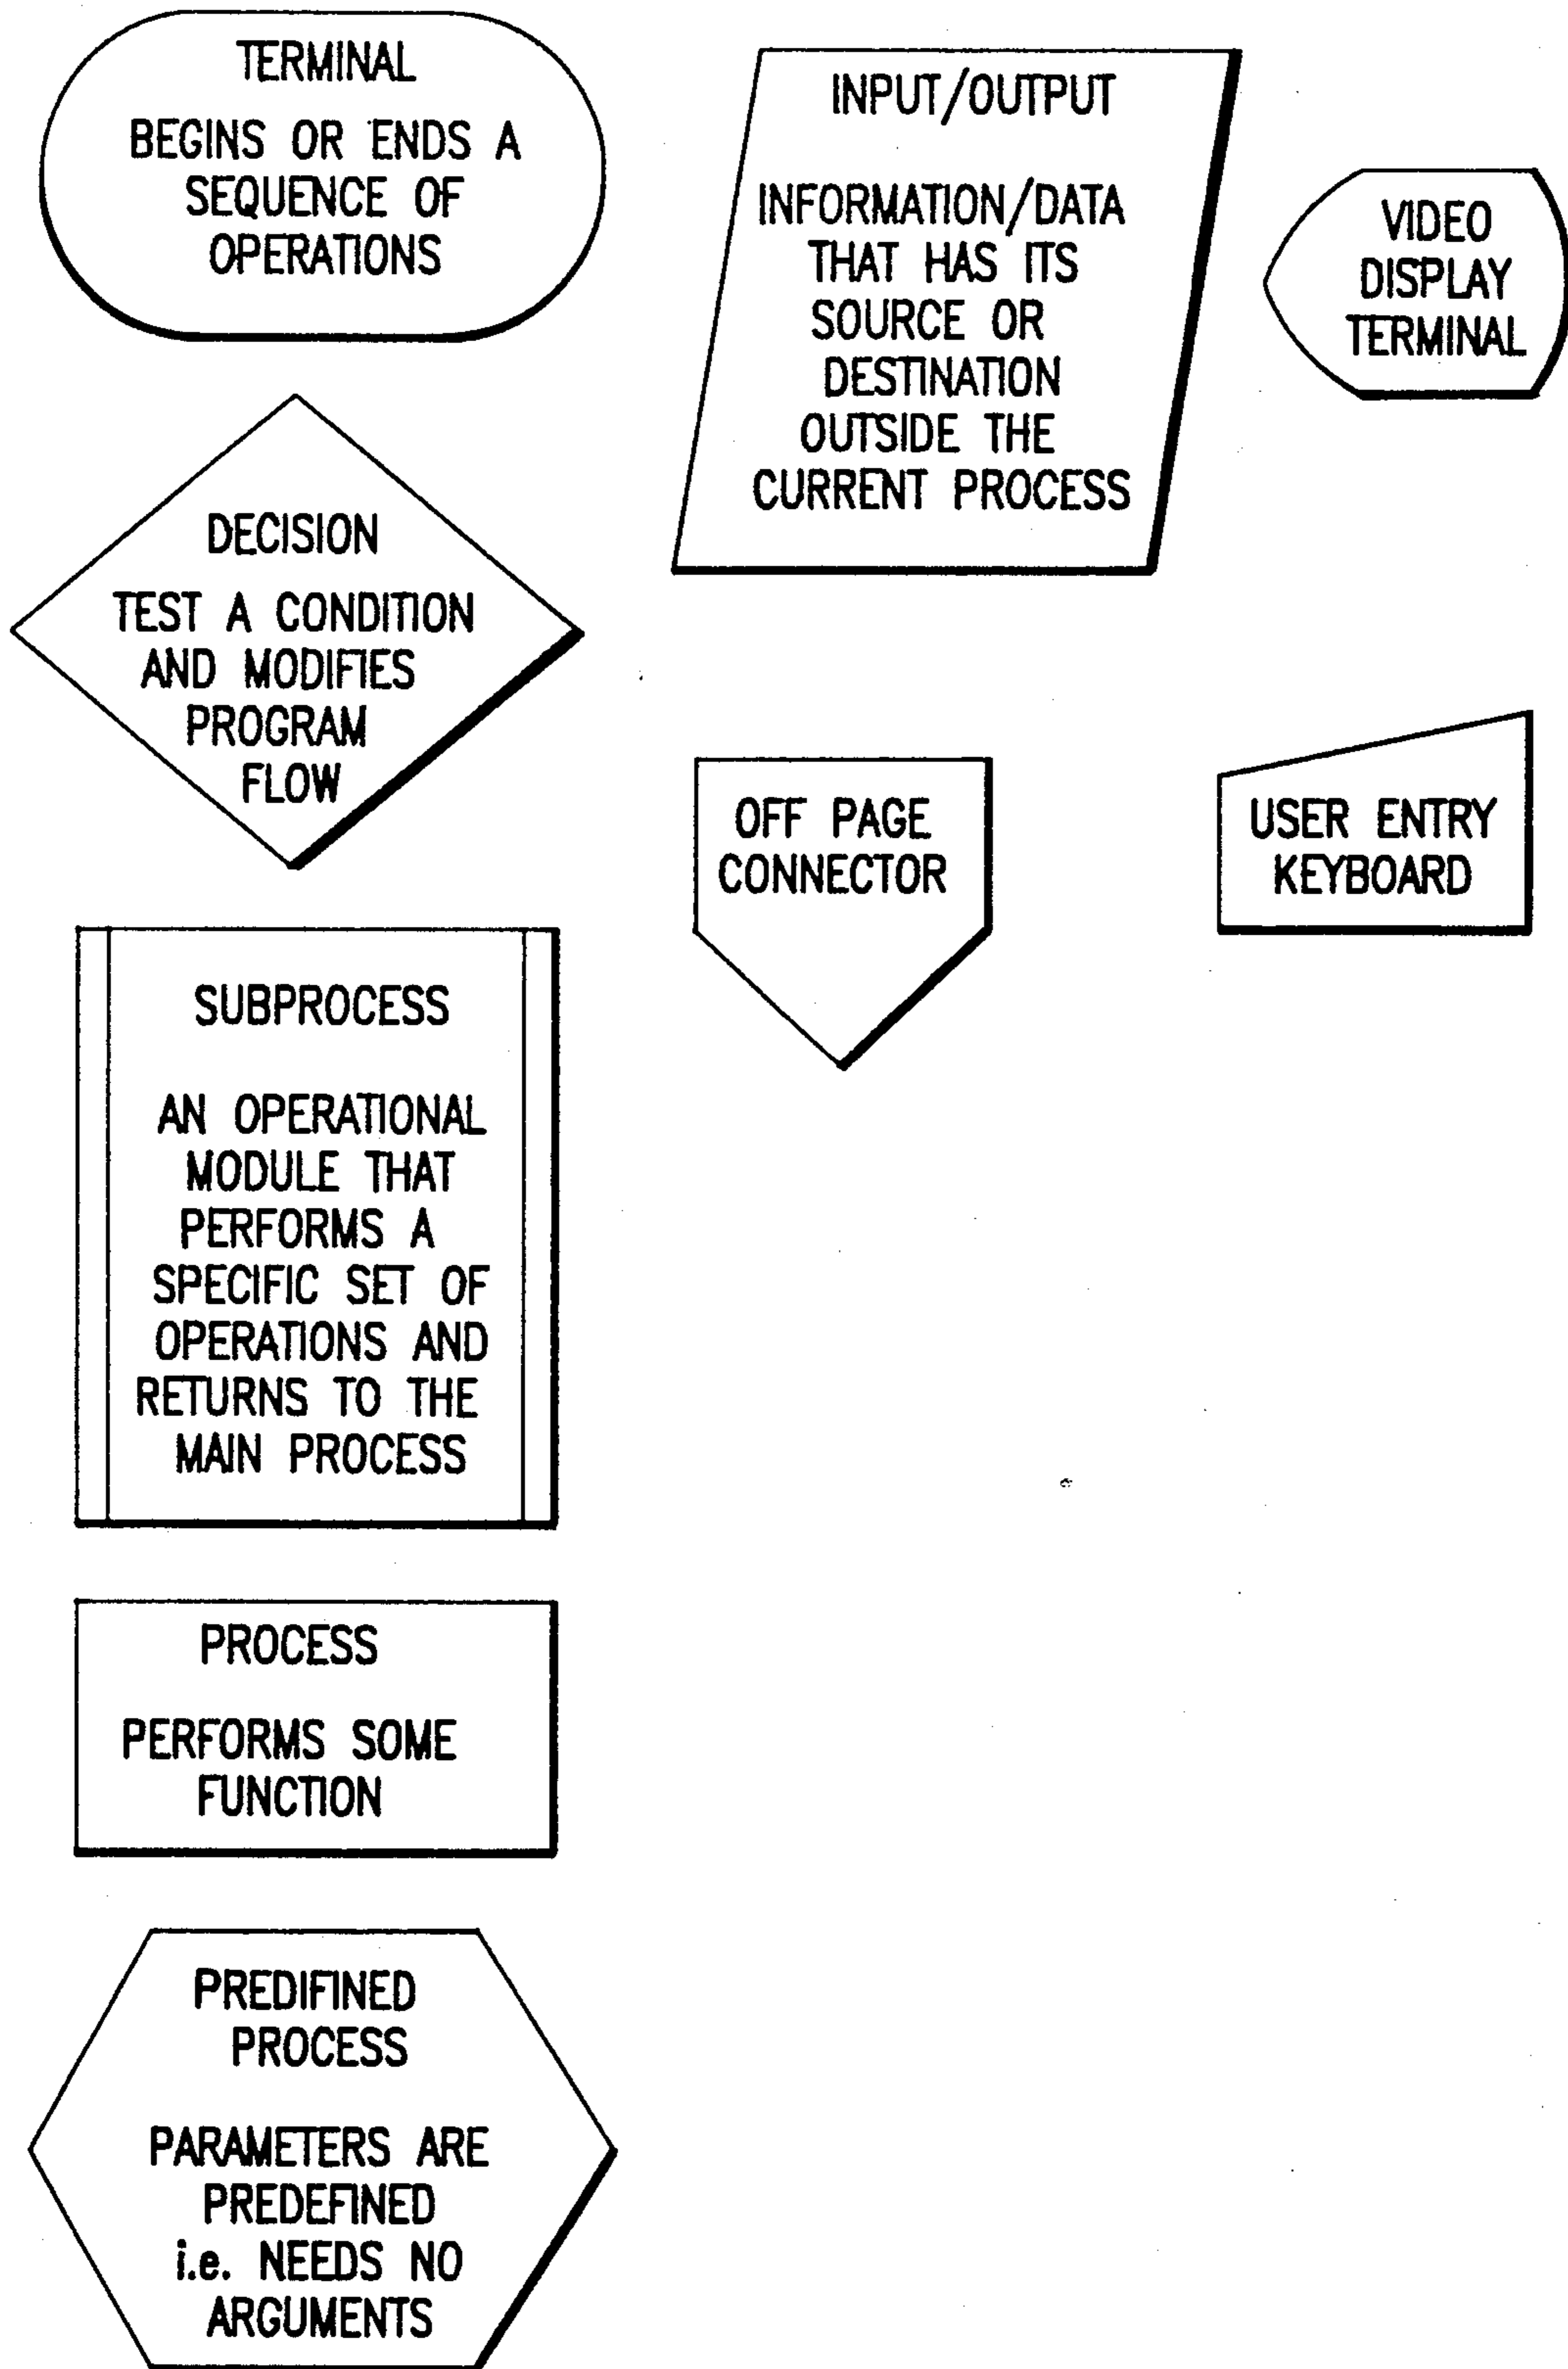 TERMINAL
BEGINS OR ENDS A
SEQUENCE OF
OPERATIONS
INPUT/OUTPUT
INFORMATION/DATA
THAT HAS ITS
SOURCE OR
DESTINATION
OUTSIDE THE
CURRENT PROCESS
VIDEO
DISPLAY
TERMINAL
DECISION
TEST A CONDITION
AND MODIFIES
PROGRAM
FLOW
OFF PAGE
CONNECTOR
USER ENTRY
KEYBOARD
SUBPROCESS
AN OPERATIONAL
MODULE THAT
PERFORMS A
SPECIFIC SET OF
OPERATIONS AND
RETURNS TO THE
MAIN PROCESS
PROCESS
PERFORMS SOME
FUNCTION
PREDIFINED
PROCESS
PARAMETERS ARE
PREDEFINED
i.e. NEEDS NO
ARGUMENTS